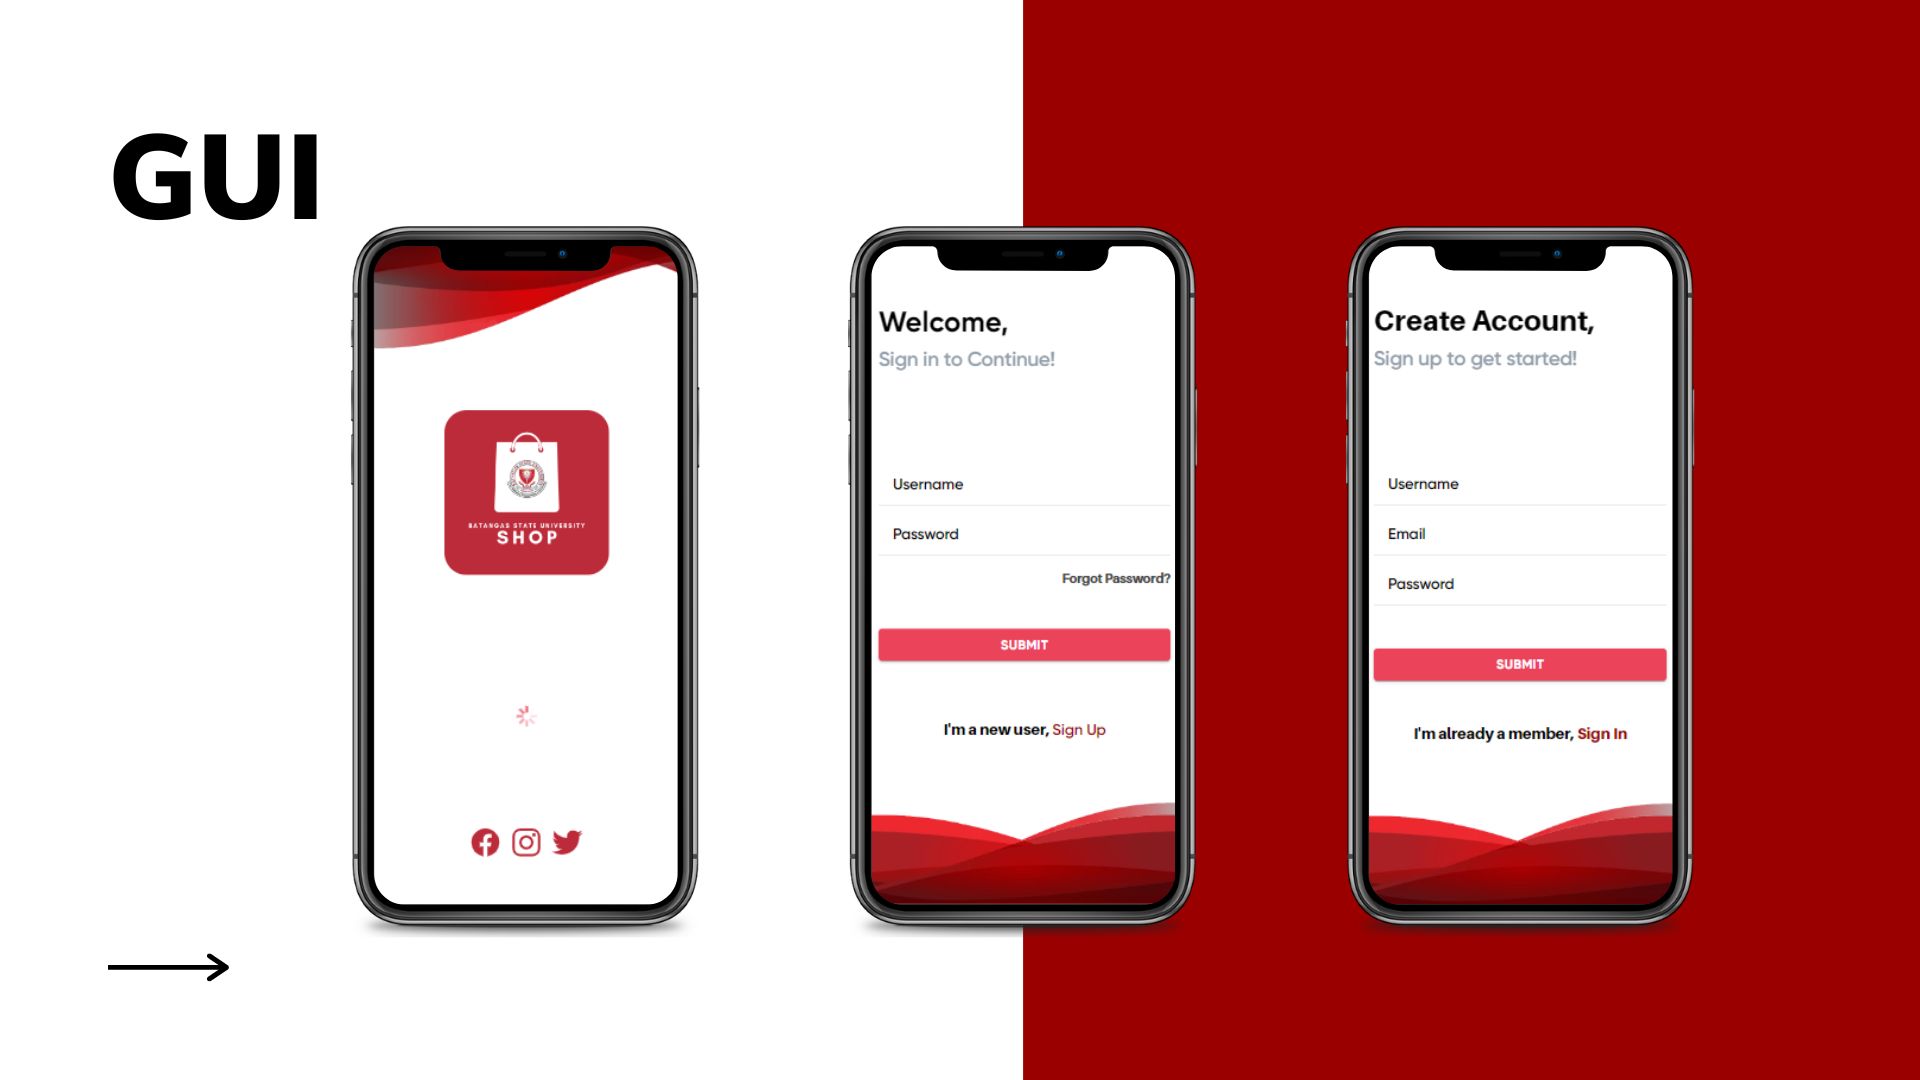 GUI
BATANGAS STATE UNIVERSITY
SHOP
Welcome,
Sign in to Continue!
Username
Password
Forgot Password?
SUBMIT
I'm a new user, Sign Up
Create Account,
Sign up to get started!
Username
Email
Password
SUBMIT
I'm already a member, Sign In